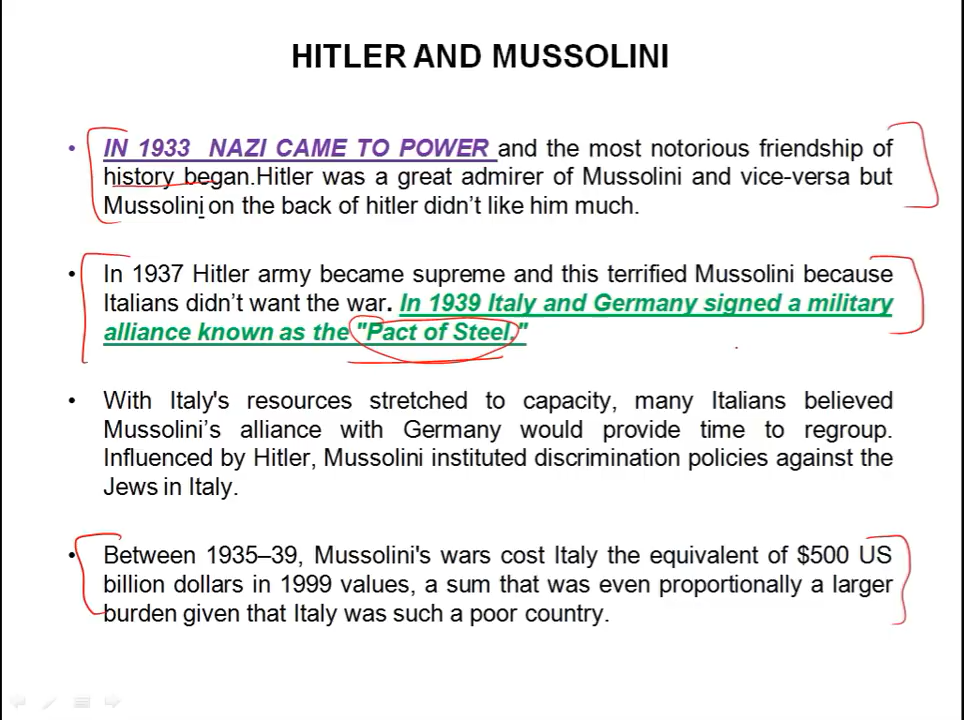 HITLER AND MUSSOLINI
• IN 1933 NAZI CAME TO POWER and the most notorious friendship of
history began.Hitler was a great admirer of Mussolini and vice-versa but
Mussolini on the back of hitler didn’t like him much.
• In 1937 Hitler army became supreme and this terrified Mussolini because
Italians didn’t want the war. In 1939 Italy and Germany signed a military
alliance known as the "Pact of Steel."
• With Italy's resources stretched to capacity, many Italians believed
Mussolini’s alliance with Germany would provide time to regroup.
Influenced by Hitler, Mussolini instituted discrimination policies against the
Jews in Italy.
• Between 1935–39, Mussolini's wars cost Italy the equivalent of $500 US
billion dollars in 1999 values, a sum that was even proportionally a larger
burden given that Italy was such a poor country.